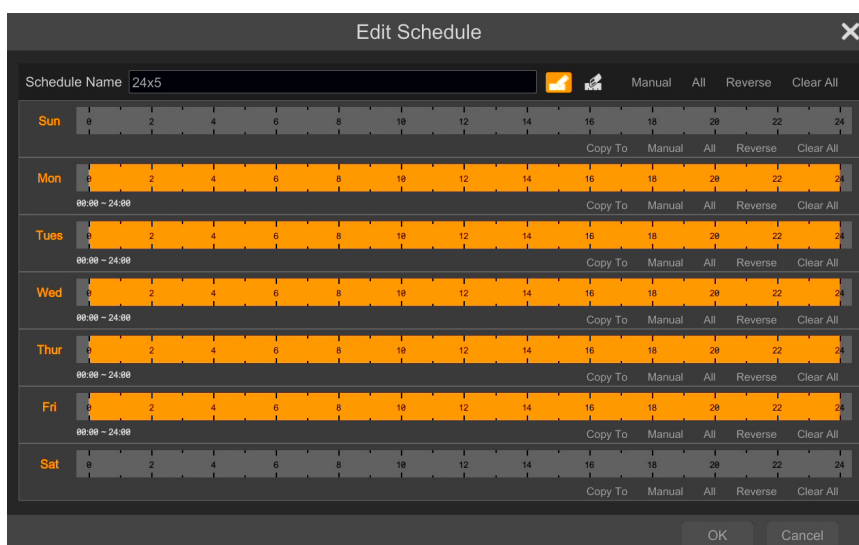 Edit Schedule
Schedule Name 24x5 Manual All Reverse Clear All
Sun 0 2 4 6 8 10 12 14 16 18 20 22 24
Copy To Manual All Reverse Clear All
Mon 0 2 4 6 8 10 12 14 16 18 20 22 24
00:00 ~ 24:00 Copy To Manual All Reverse Clear All
Tues 0 2 4 6 8 10 12 14 16 18 20 22 24
00:00 ~ 24:00 Copy To Manual All Reverse Clear All
Wed 0 2 4 6 8 10 12 14 16 18 20 22 24
00:00 ~ 24:00 Copy To Manual All Reverse Clear All
Thur 0 2 4 6 8 10 12 14 16 18 20 22 24
00:00 ~ 24:00 Copy To Manual All Reverse Clear All
Fri 0 2 4 6 8 10 12 14 16 18 20 22 24
00:00 ~ 24:00 Copy To Manual All Reverse Clear All
Sat 0 2 4 6 8 10 12 14 16 18 20 22 24
Copy To Manual All Reverse Clear All
OK Cancel